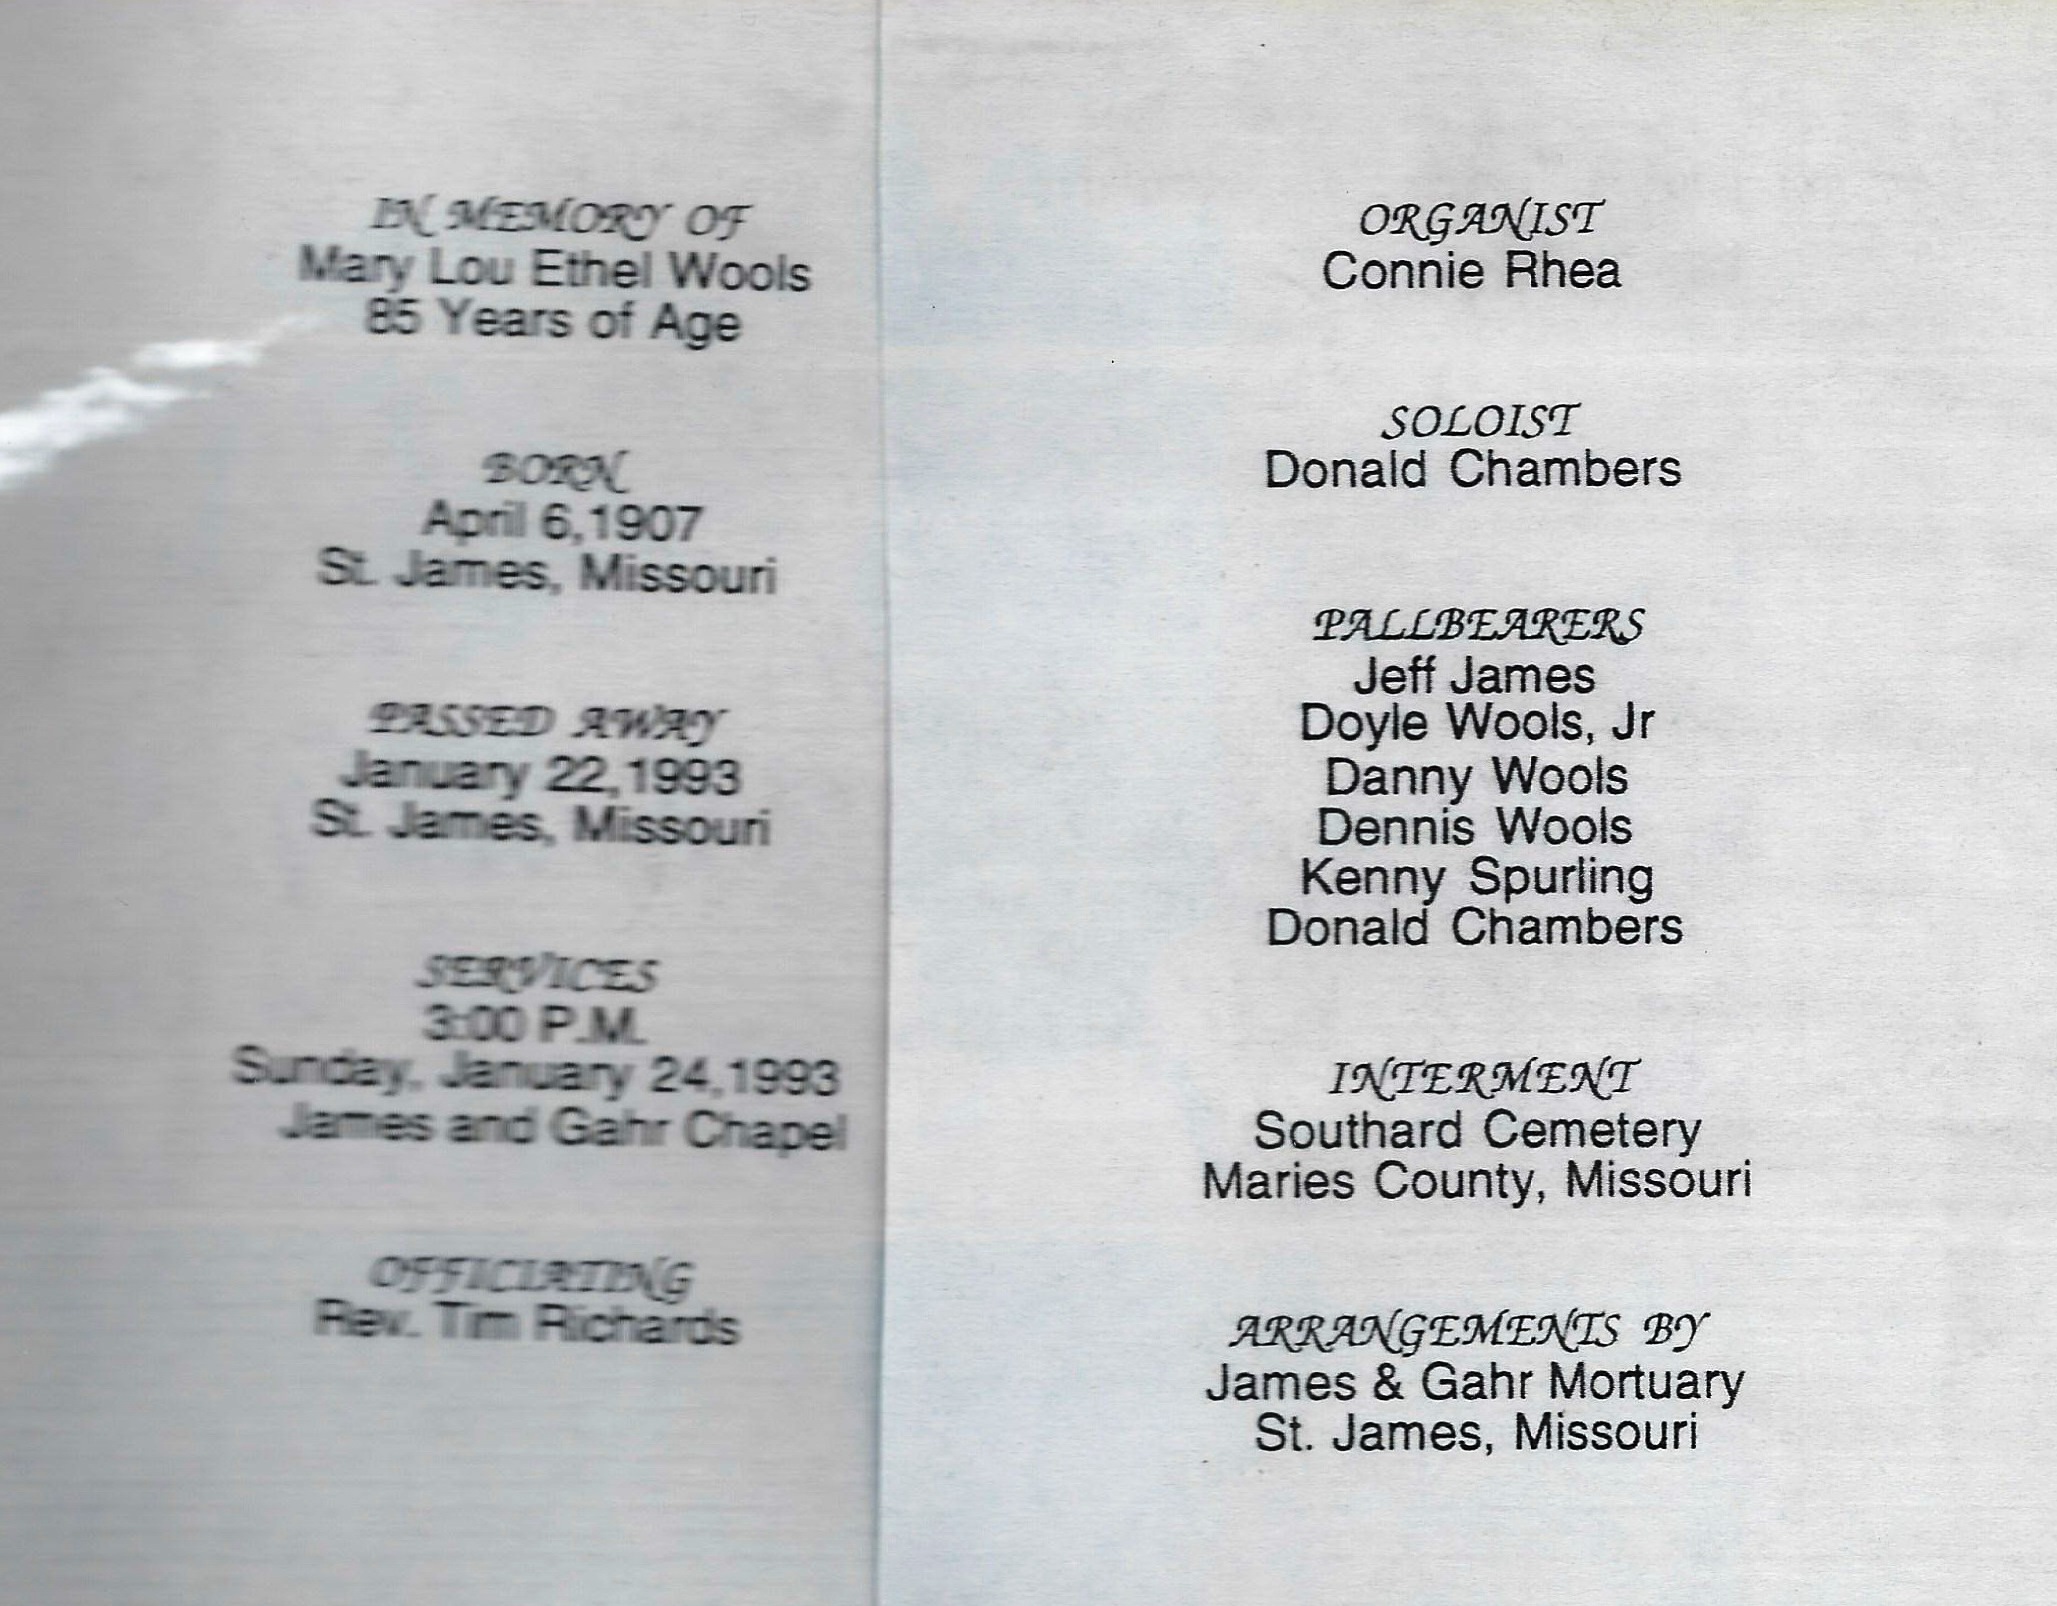 IN MEMORY OF
Mary Lou Ethel Wools
85 Years of Age
BORN
April 6,1907
St. James, Missouri
PASSED AWAY
January 22,1993
St. James, Missouri
SERVICES
3:00 P.M.
Sunday, January 24,1993
James and Gahr Chapel
OFFICIATING
Rev. Tim Richards
ORGANIST
Connie Rhea
SOLOIST
Donald Chambers
PALLBEARERS
Jeff James
Doyle Wools, Jr
Danny Wools
Dennis Wools
Kenny Spurling
Donald Chambers
INTERMENT
Southard Cemetery
Maries County, Missouri
ARRANGEMENTS BY
James & Gahr Mortuary
St. James, Missouri